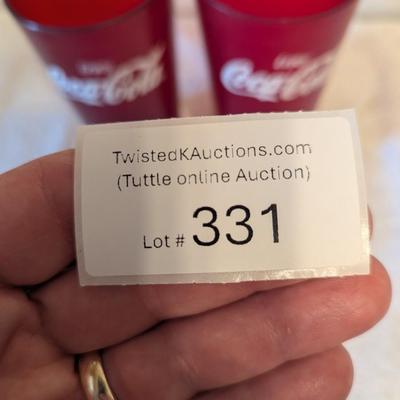 Coca-Cola
Coca-Cola
TwistedKAuctions.com
(Tuttle online Auction)
Lot # 331